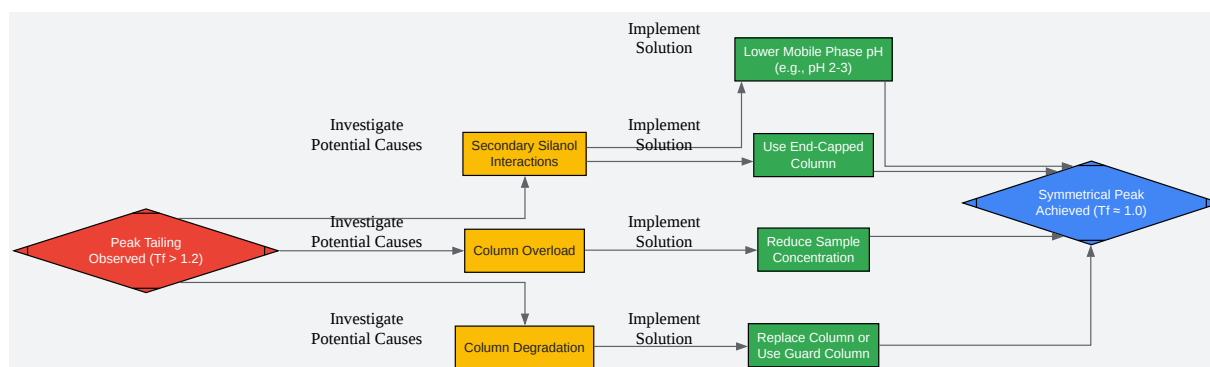 Implement
Solution
Lower Mobile Phase pH
(e.g., pH 2-3)
Investigate
Potential Causes
Secondary Silanol
Interactions
Implement
Solution
Use End-Capped
Column
Symmetrical Peak
Achieved (Tf ≈ 1.0)
Peak Tailing
Observed (Tf > 1.2)
Investigate
Potential Causes
Column Overload
Implement
Solution
Reduce Sample
Concentration
Investigate
Potential Causes
Column Degradation
Implement
Solution
Replace Column or
Use Guard Column